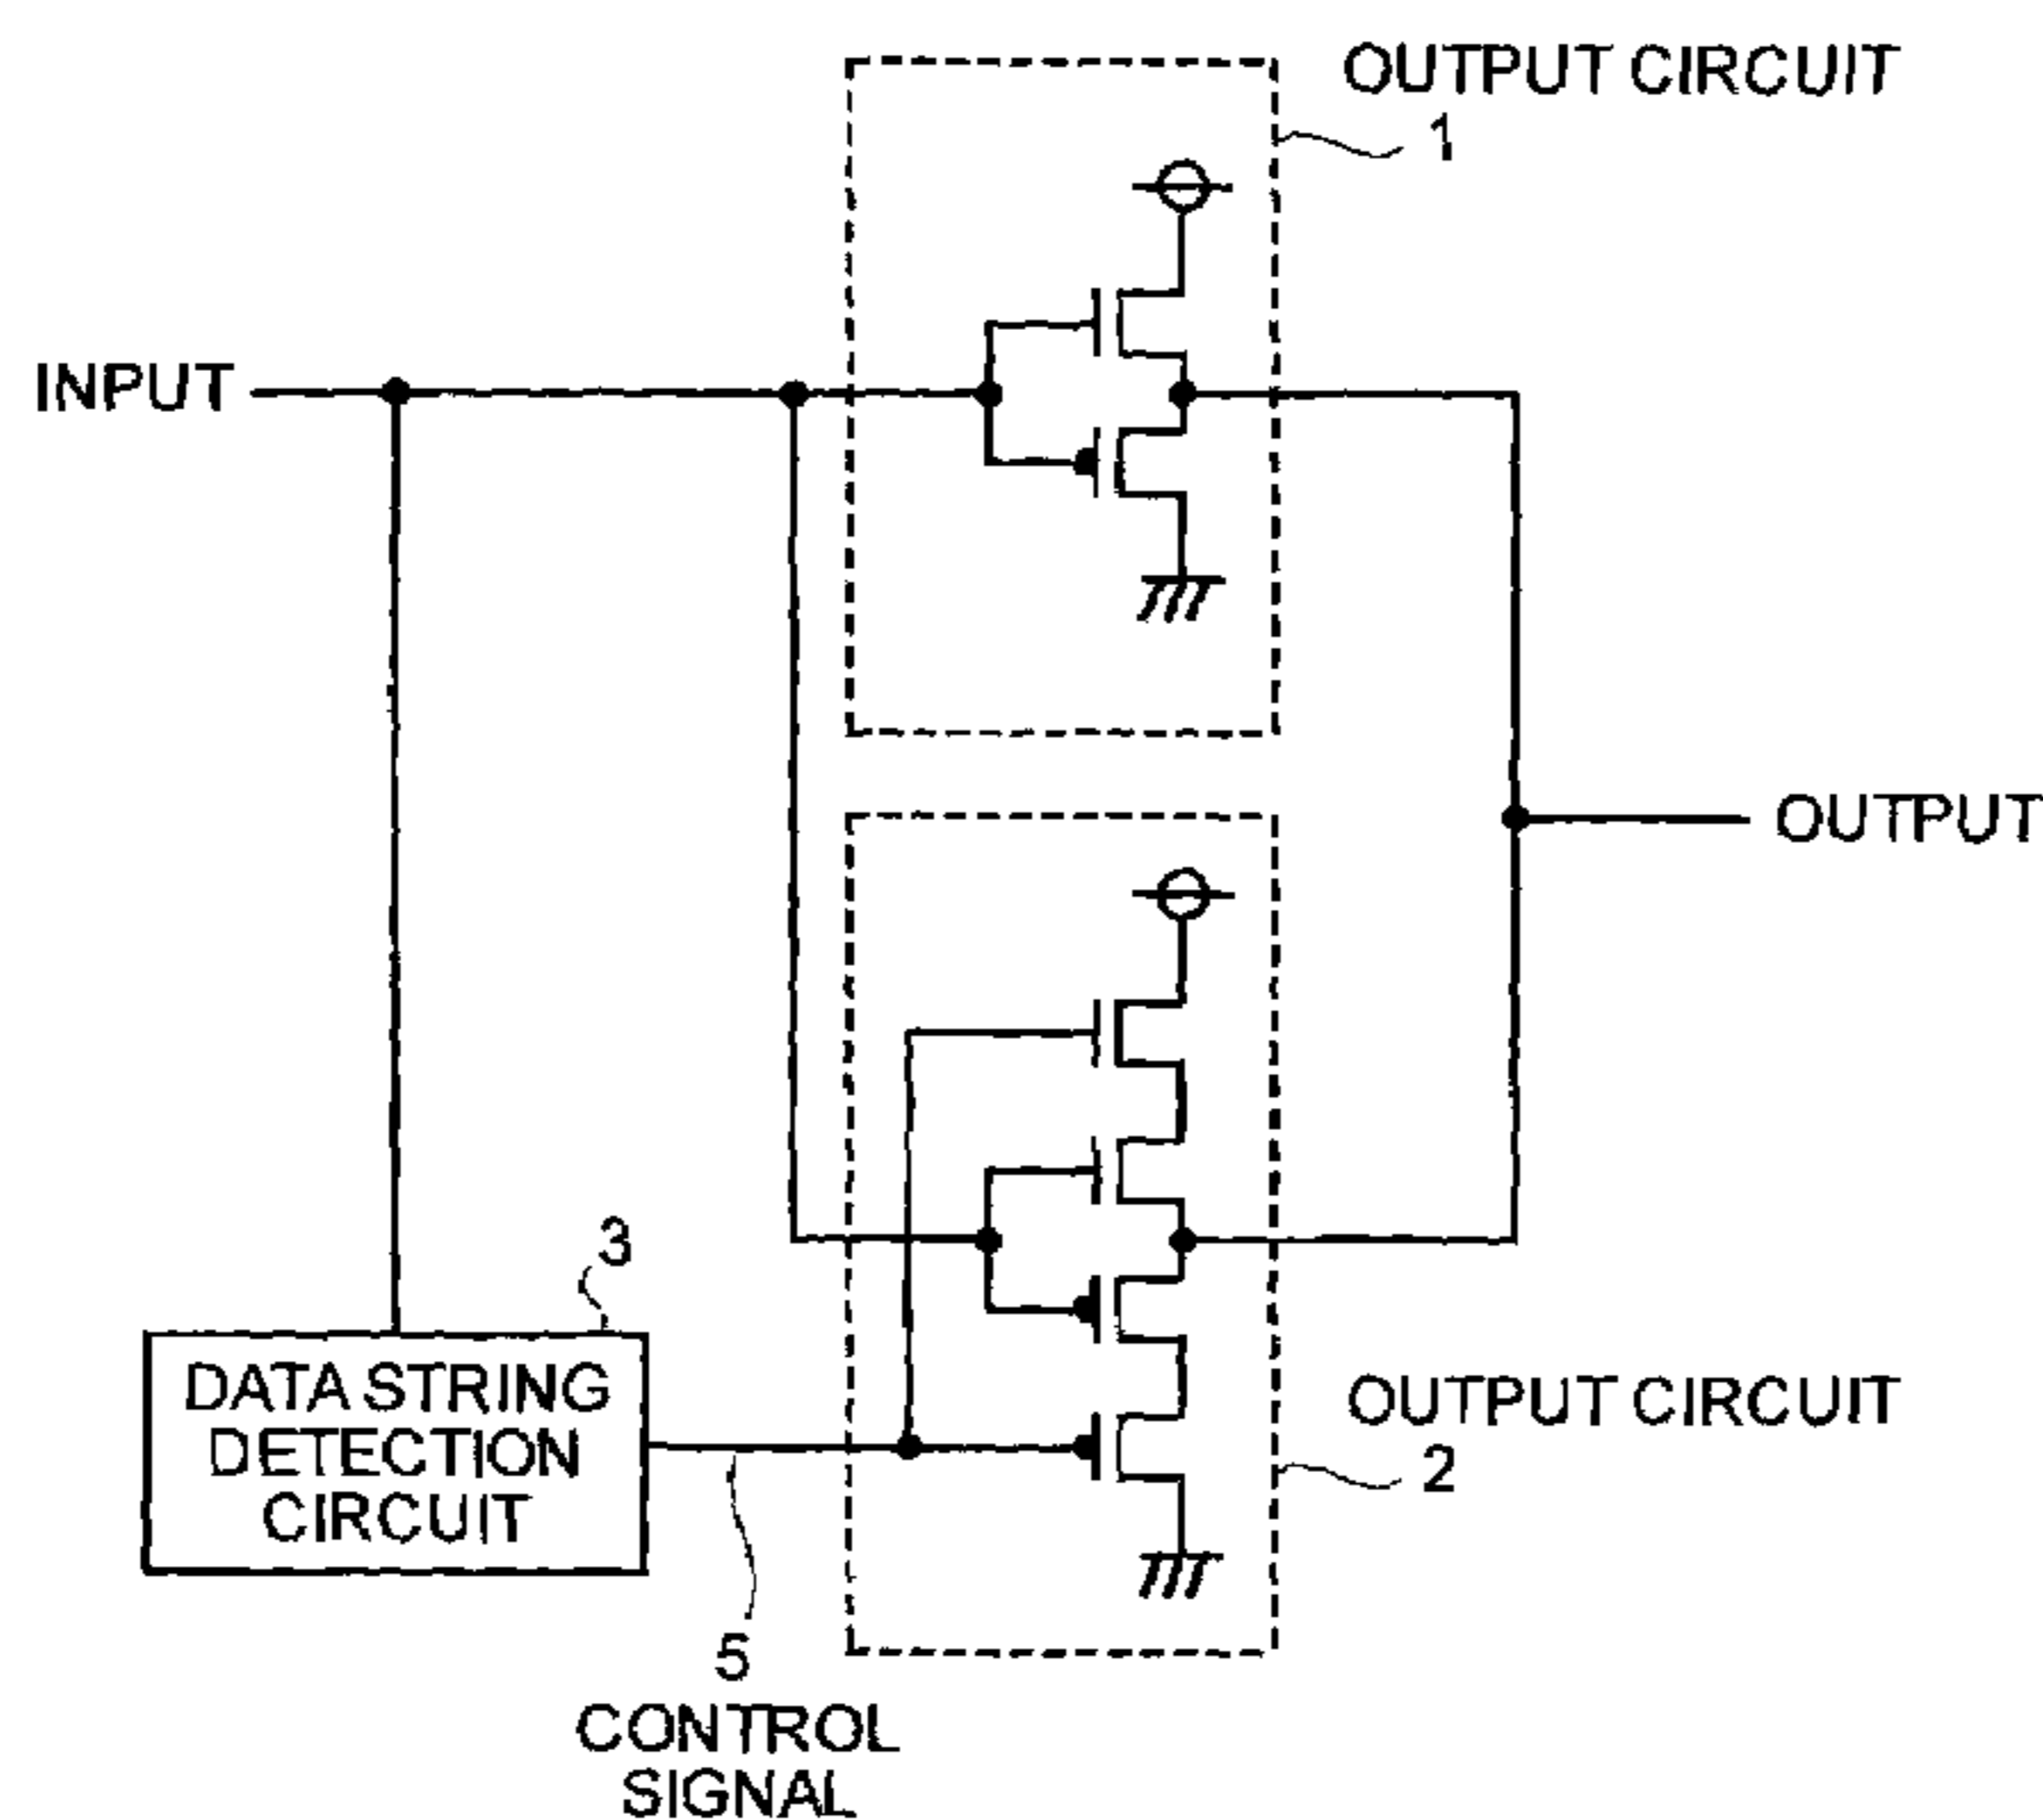 OUTPUT CIRCUIT
1
INPUT
OUTPUT
3
DATA STRING
DETECTION
CIRCUIT
OUTPUT CIRCUIT
2
5
CONTROL
SIGNAL